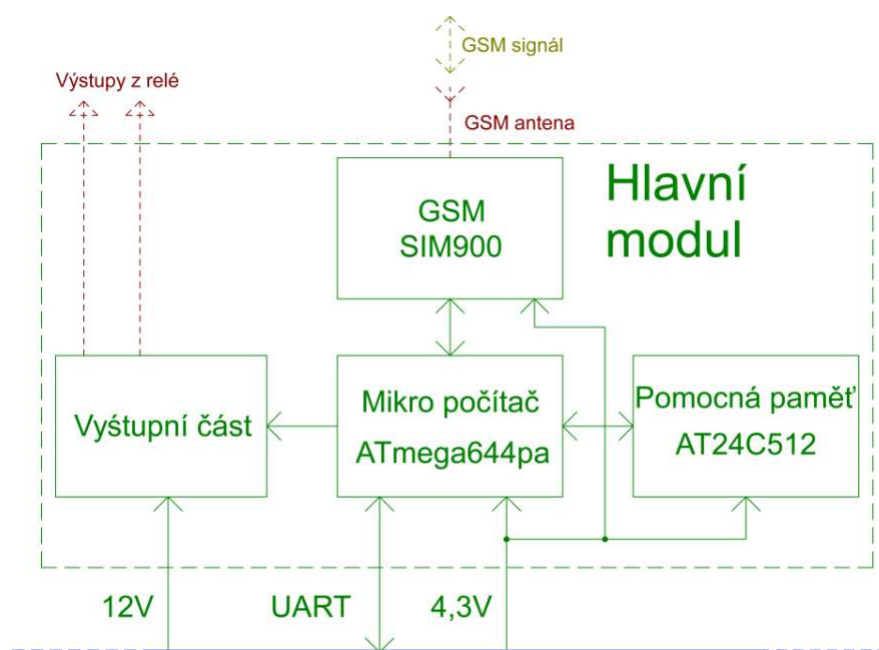 GSM signál
Výstupy z relé
GSM antena
Hlavní
modul
GSM
SIM900
Vyśtupní část
Mikro počítač
ATmega644pa
Pomocná paměť
AT24C512
12V
UART
4,3V